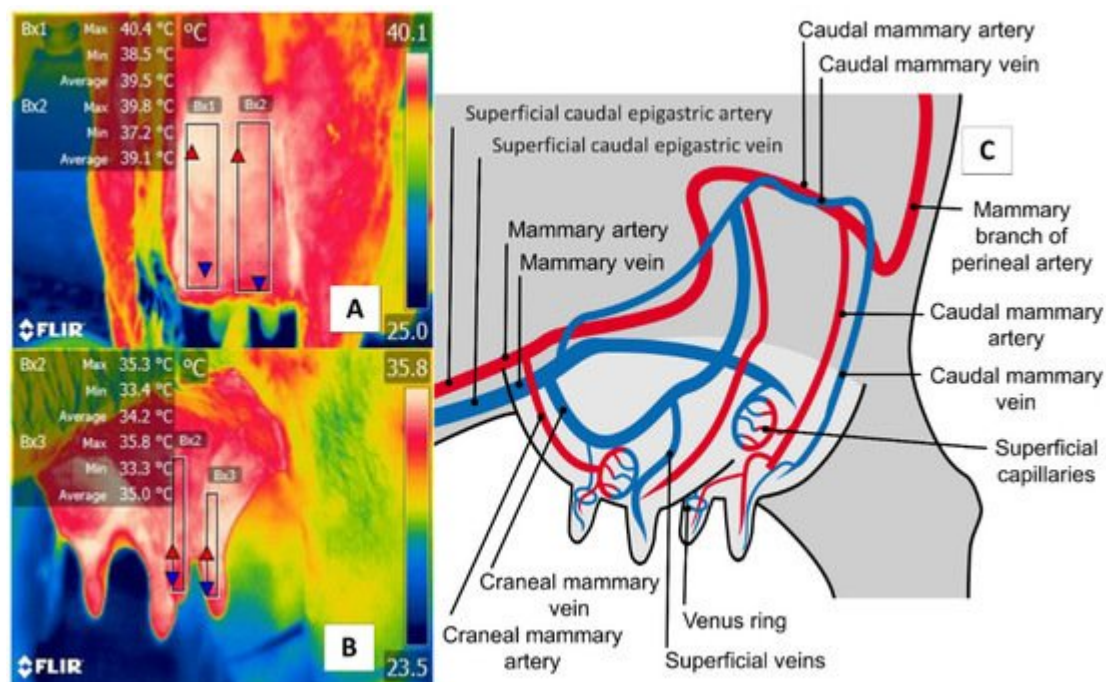 Bx1 Max 40.4 °C
Min 38.5 °C
Average 39.5 °C
Bx2 Max 39.8 °C
Min 37.2 °C
Average 39.1 °C
°C
40.1
Bx1
Bx2
A
FLIR
25.0
Bx2 Max 35.3 °C
Min 33.4 °C
Average 34.2 °C
Bx3 Max 35.8 °C
Min 33.3 °C
Average 35.0 °C
°C
35.8
Bx2
Bx3
B
FLIR
23.5
Caudal mammary artery
Caudal mammary vein
Superficial caudal epigastric artery
Superficial caudal epigastric vein
C
Mammary artery
Mammary vein
Mammary
branch of
perineal artery
Caudal mammary
artery
Caudal mammary
vein
Superficial
capillaries
Craneal mammary
vein
Craneal mammary
artery
Venus ring
Superficial veins